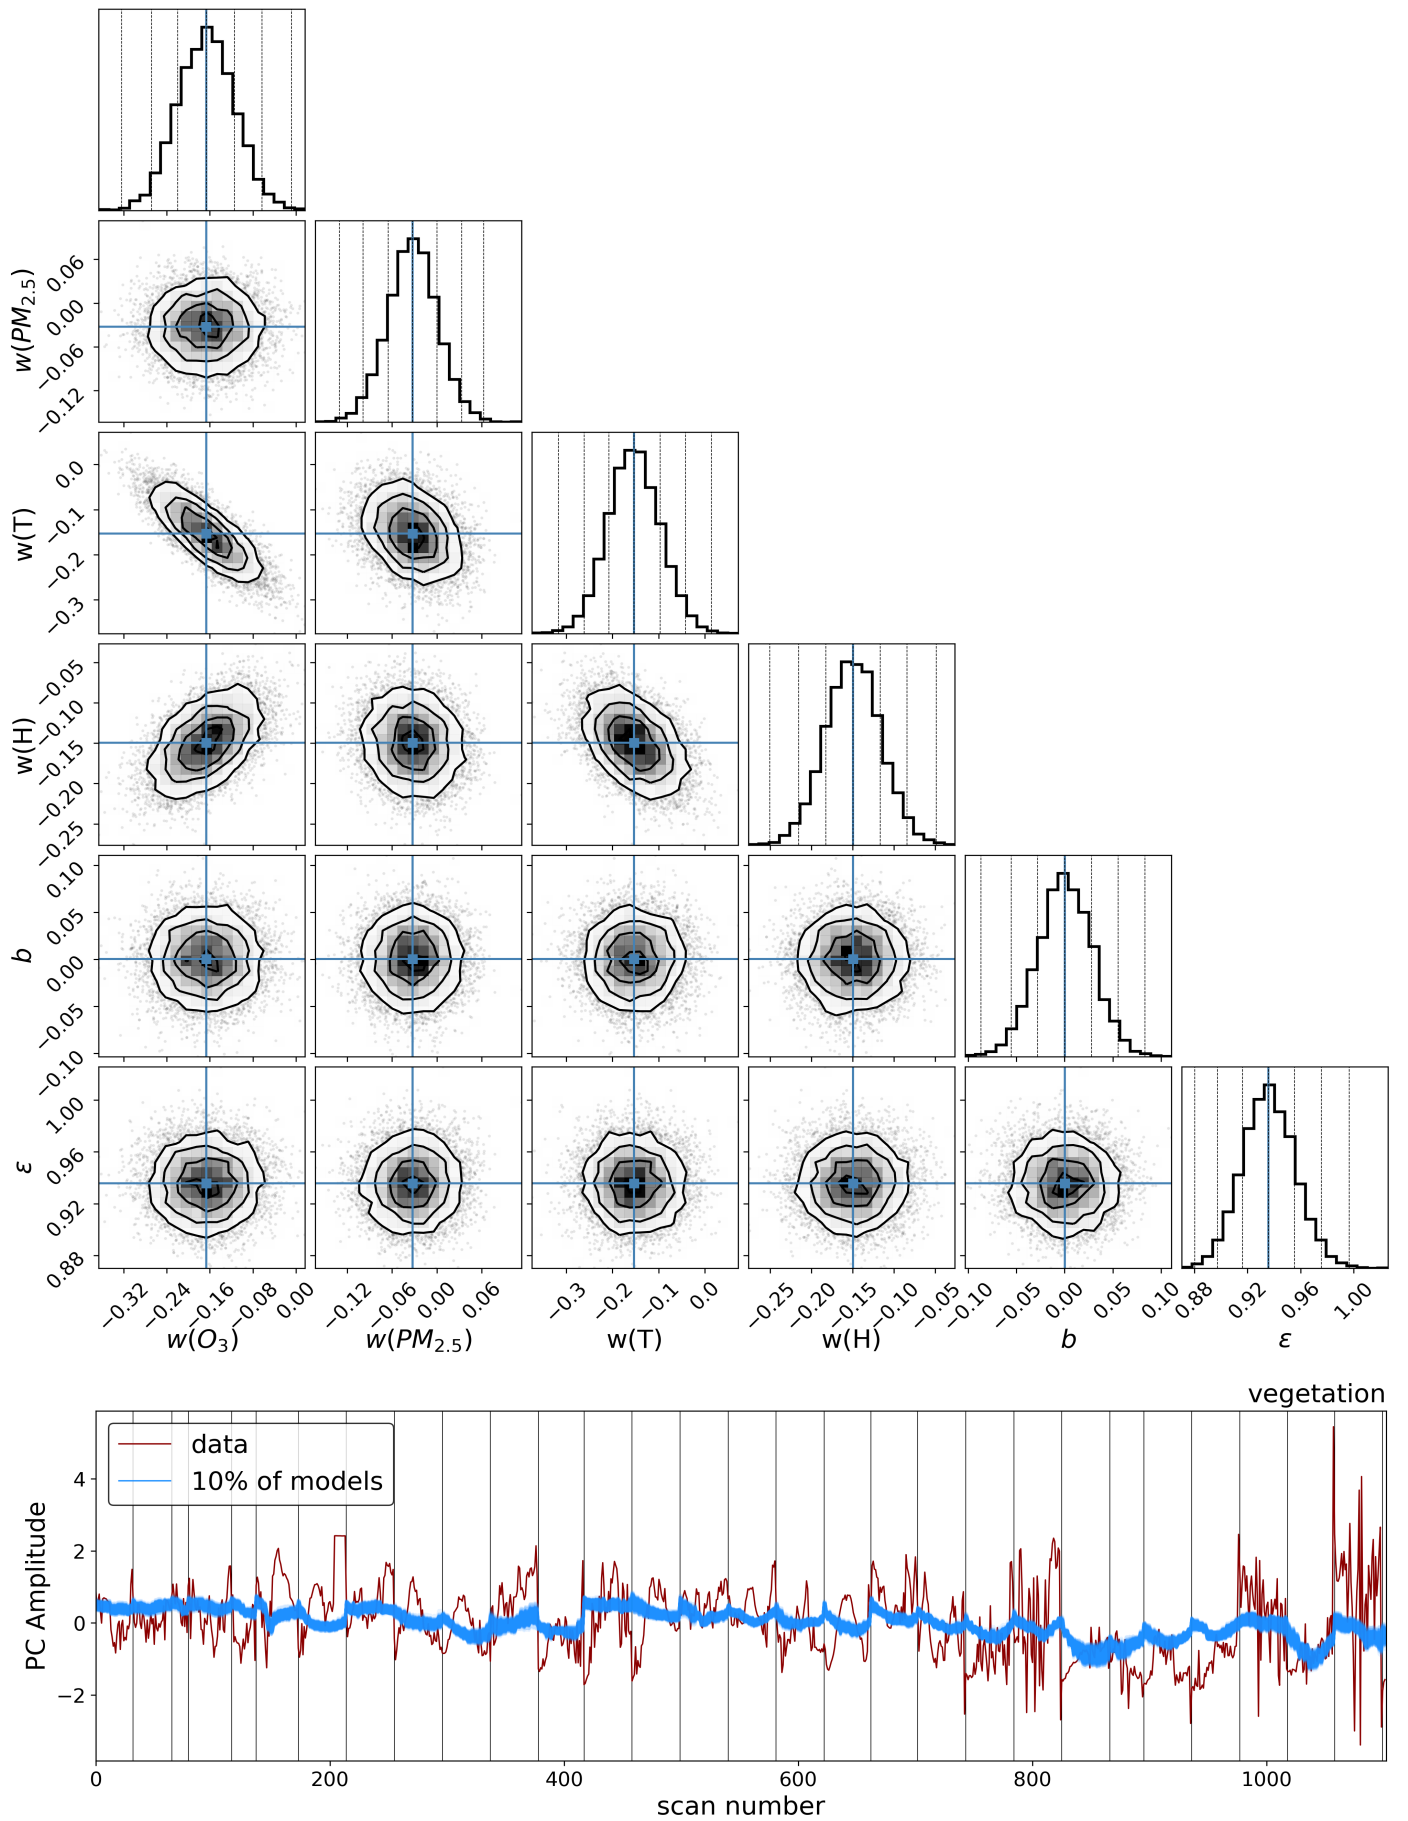 w(PM2.5)
0.06
0.00
−0.06
−0.12
w(T)
0.0
−0.1
−0.2
−0.3
w(H)
−0.05
−0.10
−0.15
−0.20
−0.25
b
0.10
0.05
0.00
−0.05
−0.10
ε
1.00
0.96
0.92
0.88
−0.32 −0.24 −0.16 −0.08 0.00
−0.12 −0.06 0.00 0.06
−0.3 −0.2 −0.1 0.0
−0.25 −0.20 −0.15 −0.10 −0.05
−0.10 −0.05 0.00 0.05 0.10
0.88 0.92 0.96 1.00
w(O3) w(PM2.5) w(T) w(H) b ε
vegetation
data
10% of models
PC Amplitude
4
2
0
−2
0 200 400 600 800 1000
scan number